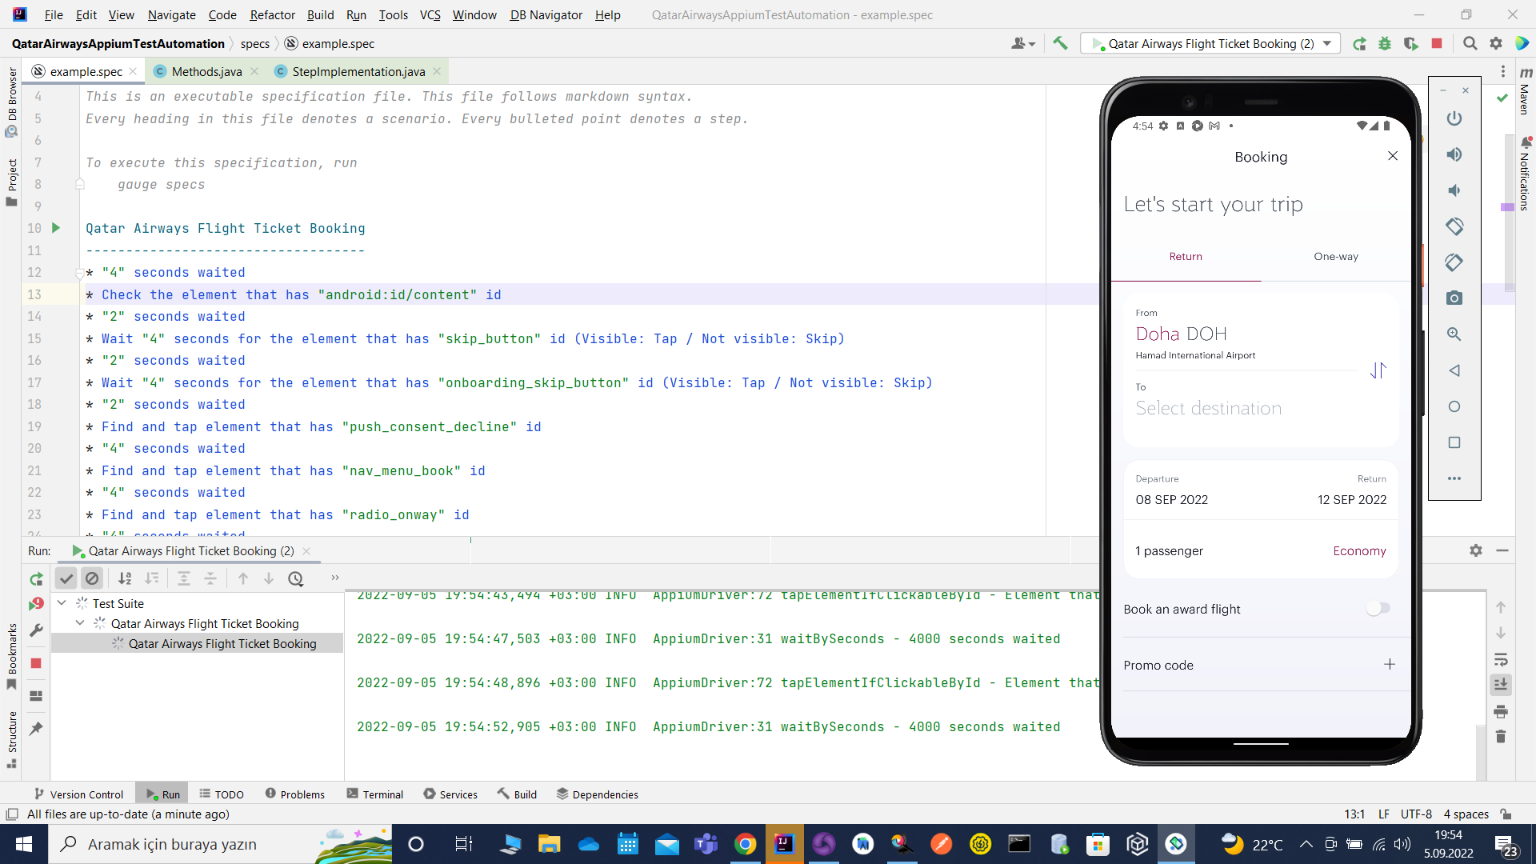 File Edit View Navigate Code Refactor Build Run Tools VCS Window DB Navigator Help QatarAirwaysAppiumTestAutomation - example.spec
QatarAirwaysAppiumTestAutomation specs example.spec Qatar Airways Flight Ticket Booking (2)
example.spec Methods.java StepImplementation.java
DB Browser
Project
Bookmarks
Structure
4 This is an executable specification file. This file follows markdown syntax.
5 Every heading in this file denotes a scenario. Every bulleted point denotes a step.
6
7 To execute this specification, run
8 gauge specs
9
10 Qatar Airways Flight Ticket Booking
11 -----------------------------------
12 * "4" seconds waited
13 * Check the element that has "android:id/content" id
14 * "2" seconds waited
15 * Wait "4" seconds for the element that has "skip_button" id (Visible: Tap / Not visible: Skip)
16 * "2" seconds waited
17 * Wait "4" seconds for the element that has "onboarding_skip_button" id (Visible: Tap / Not visible: Skip)
18 * "2" seconds waited
19 * Find and tap element that has "push_consent_decline" id
20 * "4" seconds waited
21 * Find and tap element that has "nav_menu_book" id
22 * "4" seconds waited
23 * Find and tap element that has "radio_onway" id
24 * "4" seconds waited
Run: Qatar Airways Flight Ticket Booking (2)
Test Suite
Qatar Airways Flight Ticket Booking
Qatar Airways Flight Ticket Booking
2022-09-05 19:54:43,494 +03:00 INFO AppiumDriver:72 tapElementIfClickableById - Element that
2022-09-05 19:54:47,503 +03:00 INFO AppiumDriver:31 waitBySeconds - 4000 seconds waited
2022-09-05 19:54:48,896 +03:00 INFO AppiumDriver:72 tapElementIfClickableById - Element that
2022-09-05 19:54:52,905 +03:00 INFO AppiumDriver:31 waitBySeconds - 4000 seconds waited
4:54
Booking
Let's start your trip
Return One-way
From
Doha DOH
Hamad International Airport
To
Select destination
Departure Return
08 SEP 2022 12 SEP 2022
1 passenger Economy
Book an award flight
Promo code
m
Maven
Notifications
Version Control Run TODO Problems Terminal Services Build Dependencies
All files are up-to-date (a minute ago) 13:1 LF UTF-8 4 spaces
Aramak için buraya yazın 22°C 19:54
5.09.2022 23